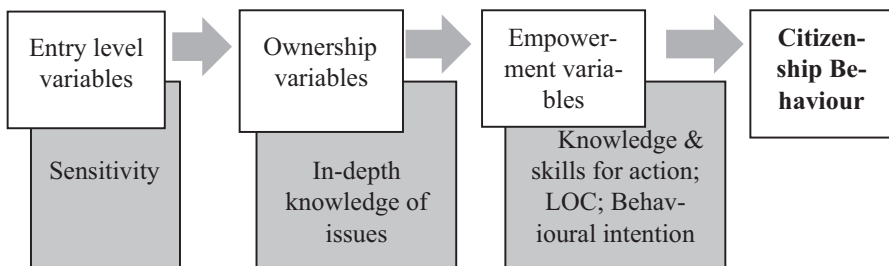 Entry level
variables
Sensitivity
Ownership
variables
In-depth
knowledge of
issues
Empower-
ment varia-
bles
Knowledge &
skills for action;
LOC; Behav-
ioural intention
Citizen-
ship Be-
haviour